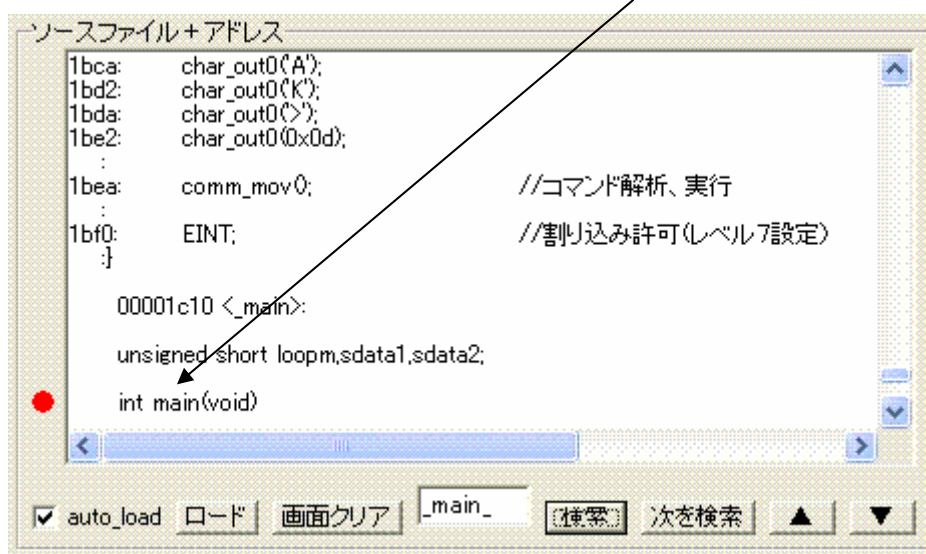 ソースファイル+アドレス
1bca: char_out0('A');
1bd2: char_out0('K');
1bda: char_out0('>');
1be2: char_out0(0x0d);
:
1bea: comm_mov(); //コマンド解析、実行
:
1bf0: EINT; //割り込み許可(レベル7設定)
:}
00001c10 <_main>:
unsigned short loopm,sdata1,sdata2;
int main(void)
auto_load ロード 画面クリア _main_ 検索 次を検索 ▲ ▼